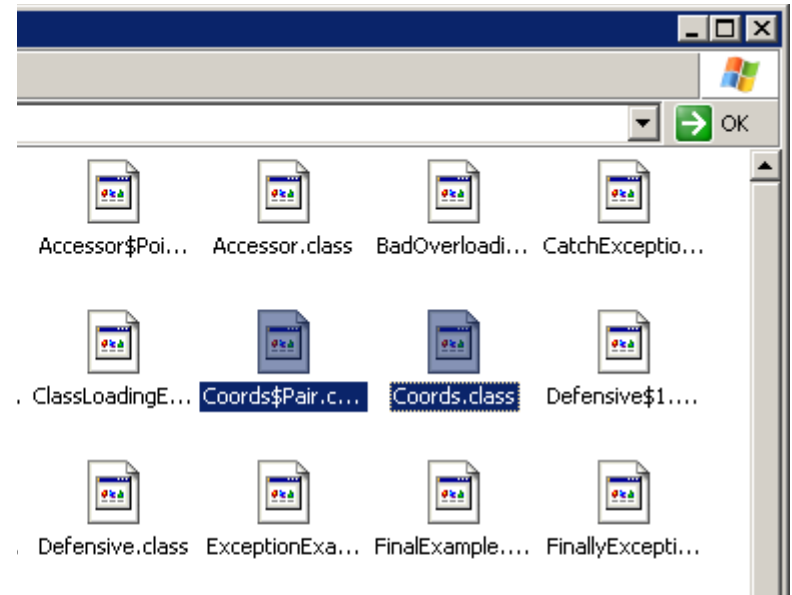 OK
Accessor$Poi... Accessor.class BadOverloadi... CatchExceptio...
. ClassLoadingE... Coords$Pair.c... Coords.class Defensive$1....
. Defensive.class ExceptionExa... FinalExample.... FinallyExcepti...